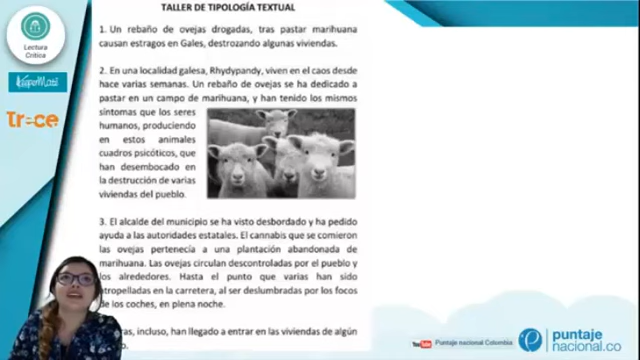 TALLER DE TIPOLOGÍA TEXTUAL
1. Un rebaño de ovejas drogadas, tras pastar marihuana
causan estragos en Gales, destrozando algunas viviendas.
2. En una localidad galesa, Rhydypandy, viven en el caos desde
hace varias semanas. Un rebaño de ovejas se ha dedicado a
pastar en un campo de marihuana, y han tenido los mismos
síntomas que los seres
humanos, produciendo
en estos animales
cuadros psicóticos, que
han desembocado en
la destrucción de varias
viviendas del pueblo.
3. El alcalde del municipio se ha visto desbordado y ha pedido
ayuda a las autoridades estatales. El cannabis que se comieron
las ovejas pertenecía a una plantación abandonada de
marihuana. Las ovejas circulan descontroladas por el pueblo y
los alrededores. Hasta el punto que varias han sido
atropelladas en la carretera, al ser deslumbradas por los focos
de los coches, en plena noche.
incluso, han llegado a entrar en las viviendas de algún
Lectura
Crítica
Trece
You Tube Puntaje nacional Colombia
puntaje
nacional.co